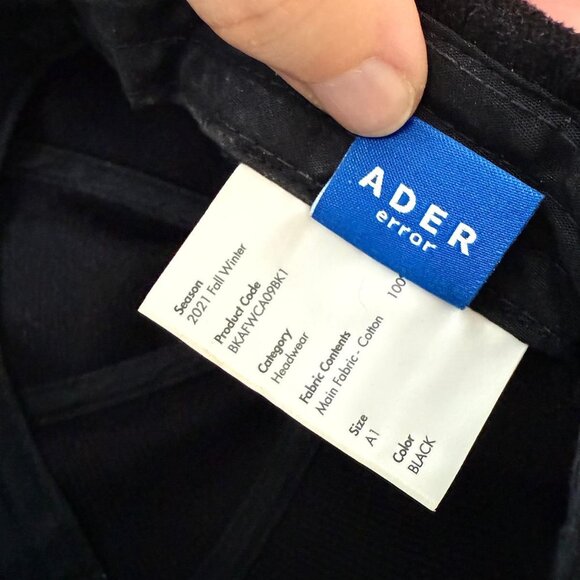 ADER
error
Season
2021 Fall Winter
Product Code
BKAFWCA09BK1
Category
Headwear
Fabric Contents
Main Fabric - Cotton 100%
Size
A1
Color
BLACK